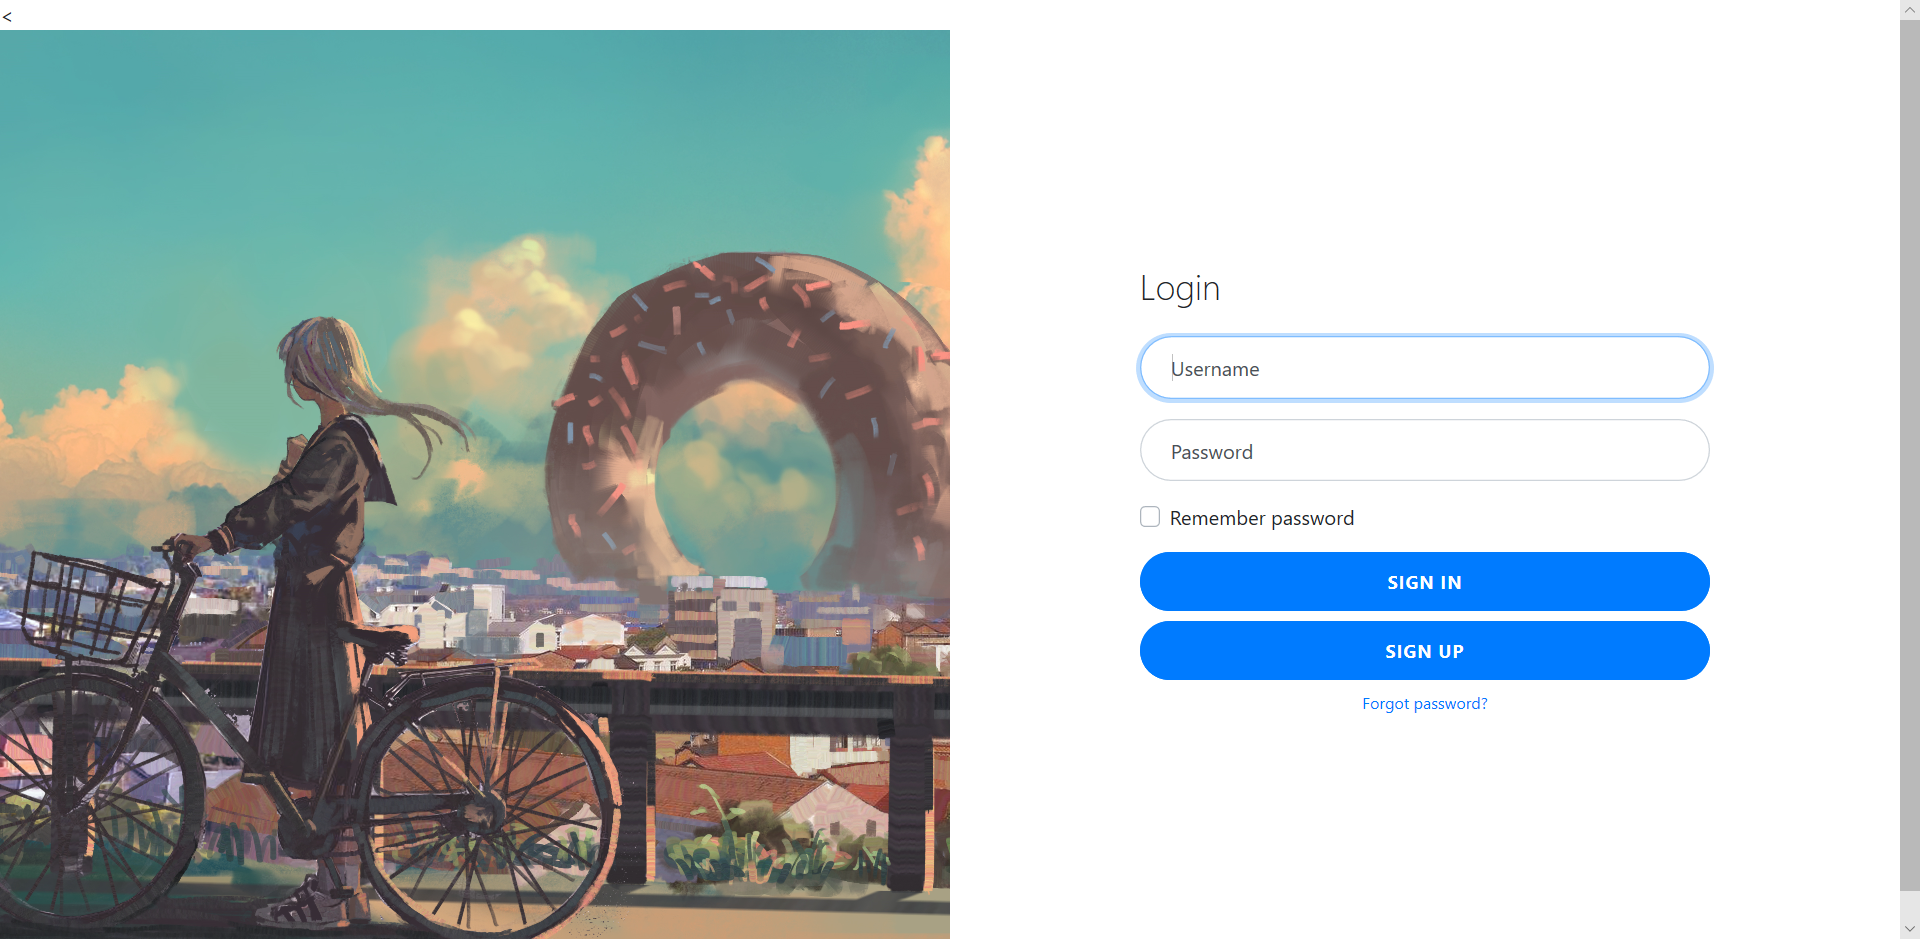 <
Login
Username
Password
Remember password
SIGN IN
SIGN UP
Forgot password?